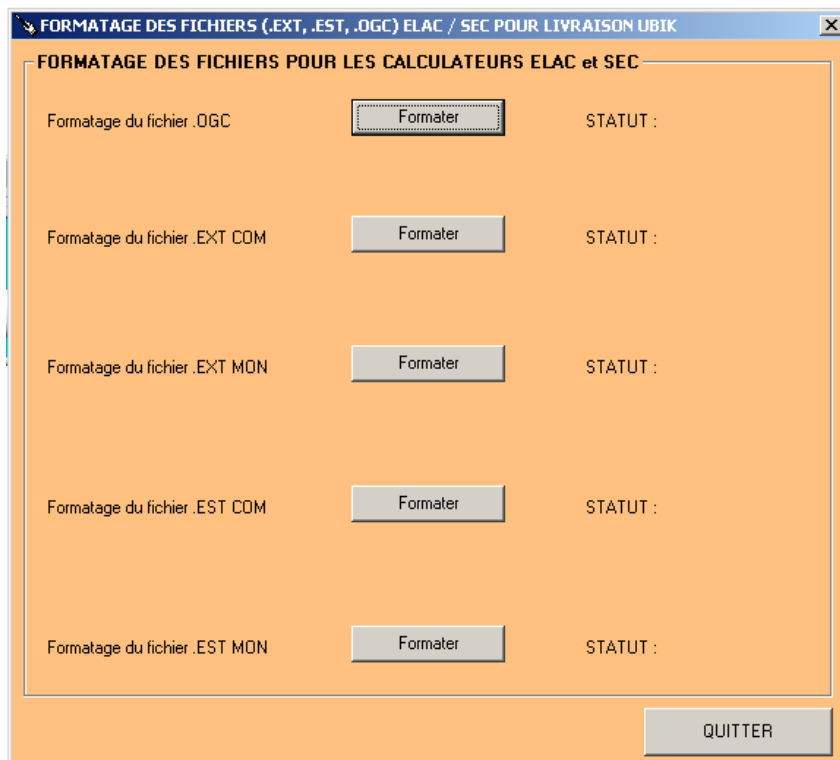 FORMATAGE DES FICHIERS (.EXT, .EST, .OGC) ELAC / SEC POUR LIVRAISON UBIK
FORMATAGE DES FICHIERS POUR LES CALCULATEURS ELAC et SEC
Formatage du fichier .OGC Formater STATUT :
Formatage du fichier .EXT COM Formater STATUT :
Formatage du fichier .EXT MON Formater STATUT :
Formatage du fichier .EST COM Formater STATUT :
Formatage du fichier .EST MON Formater STATUT :
QUITTER